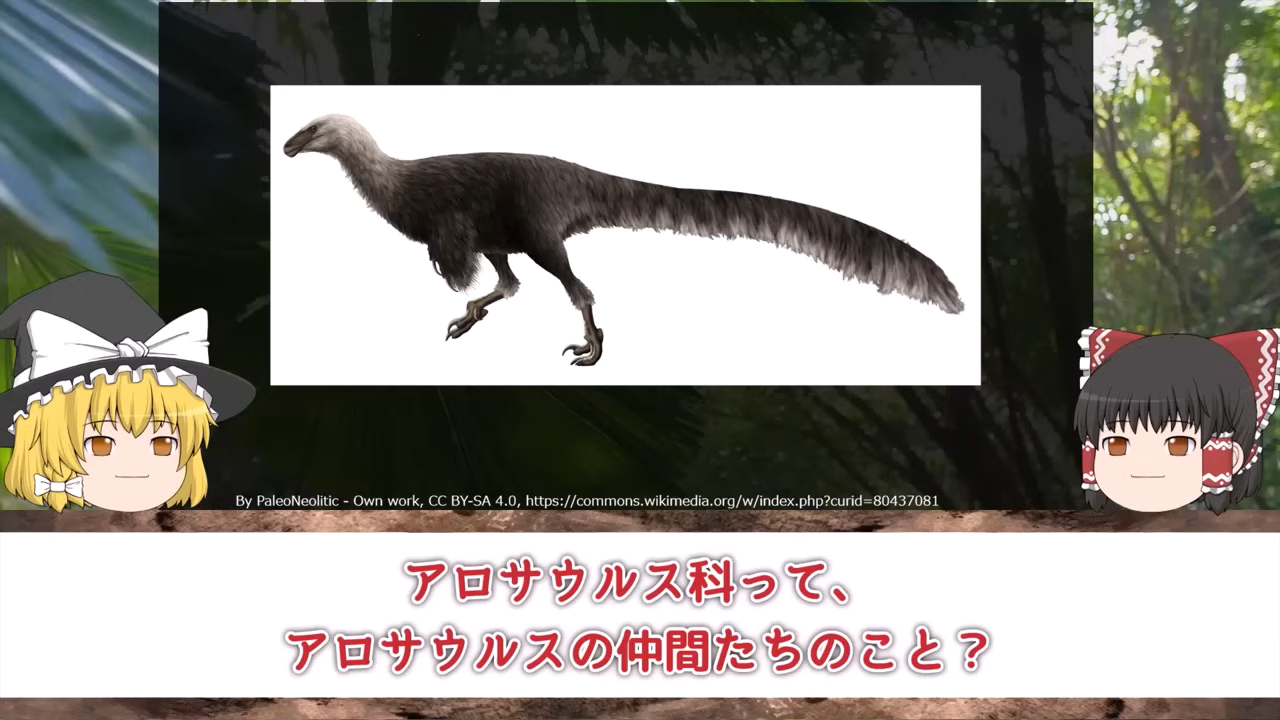 By PaleoNeolitic - Own work, CC BY-SA 4.0, https://commons.wikimedia.org/w/index.php?curid=80437081
アロサウルス科って、
アロサウルスの仲間たちのこと？